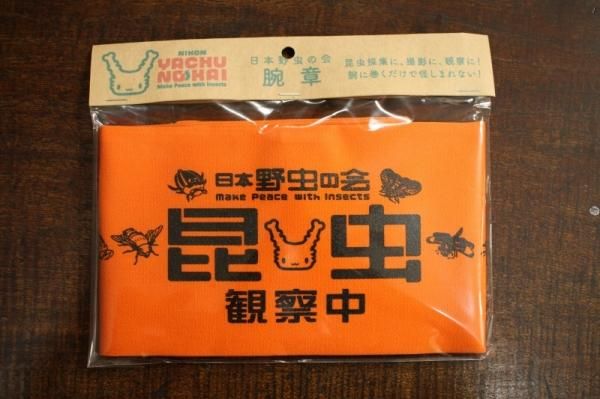 NIHON
YACHU
NO KAI
Make Peace with Insects
日本野虫の会
腕章
昆虫採集に、撮影に、観察に!
腕に巻くだけで怪しまれない!
日本野虫の会
Make Peace with Insects
昆虫
観察中